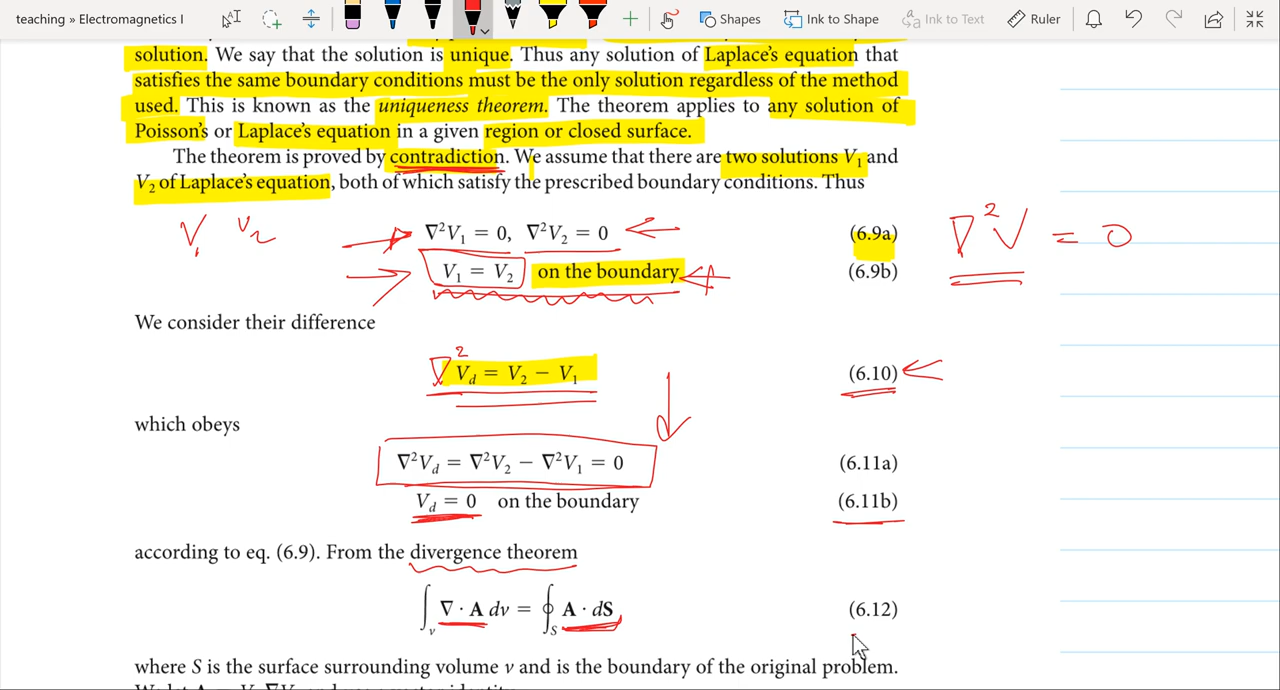 teaching » Electromagnetics I
Shapes
Ink to Shape
Ink to Text
Ruler
solution. We say that the solution is unique. Thus any solution of Laplace's equation that
satisfies the same boundary conditions must be the only solution regardless of the method
used. This is known as the uniqueness theorem. The theorem applies to any solution of
Poisson's or Laplace's equation in a given region or closed surface.
The theorem is proved by contradiction. We assume that there are two solutions V₁ and
V₂ of Laplace's equation, both of which satisfy the prescribed boundary conditions. Thus
V₁ V₂
∇²V₁ = 0, ∇²V₂ = 0 (6.9a)
∇²V = 0
V₁ = V₂ on the boundary (6.9b)
We consider their difference
∇² V_d = V₂ − V₁ (6.10)
which obeys
∇²V_d = ∇²V₂ − ∇²V₁ = 0 (6.11a)
V_d = 0 on the boundary (6.11b)
according to eq. (6.9). From the divergence theorem
∫_v ∇ · A dv = ∮_S A · dS (6.12)
where S is the surface surrounding volume v and is the boundary of the original problem.